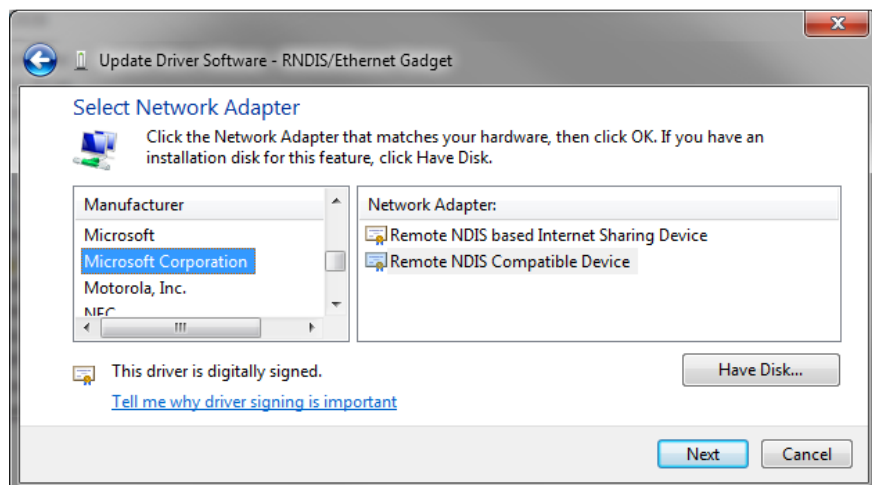 Update Driver Software - RNDIS/Ethernet Gadget
Select Network Adapter
Click the Network Adapter that matches your hardware, then click OK. If you have an
installation disk for this feature, click Have Disk.
Manufacturer
Microsoft
Microsoft Corporation
Motorola, Inc.
NEC
Network Adapter:
Remote NDIS based Internet Sharing Device
Remote NDIS Compatible Device
This driver is digitally signed.
Have Disk...
Tell me why driver signing is important
Next
Cancel